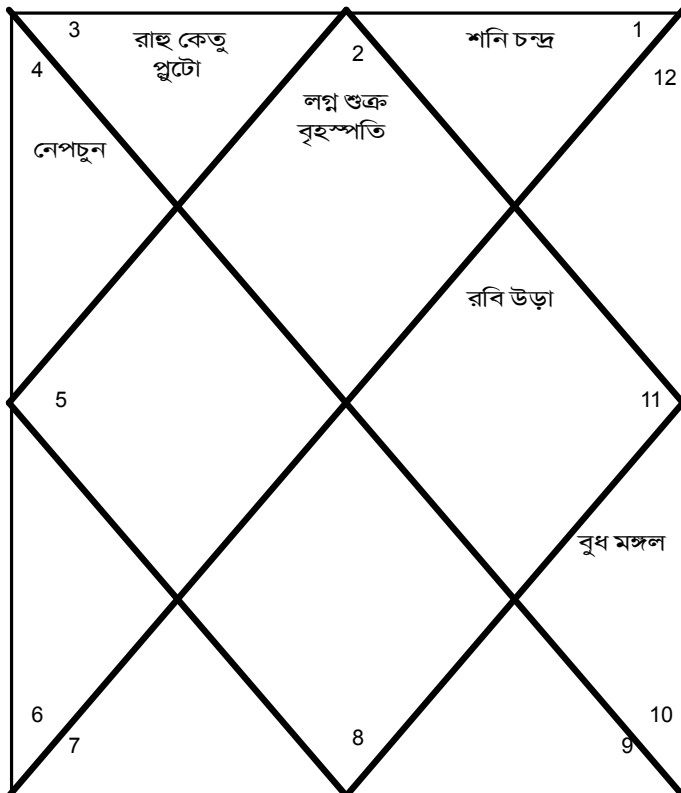 3
রাহু কেতু
প্লুটো
2
শনি চন্দ্র
1
4
12
লগ্ন শুক্র
বৃহস্পতি
নেপচুন
রবি উড়া
5
11
বুধ মঙ্গল
6
7
8
9
10